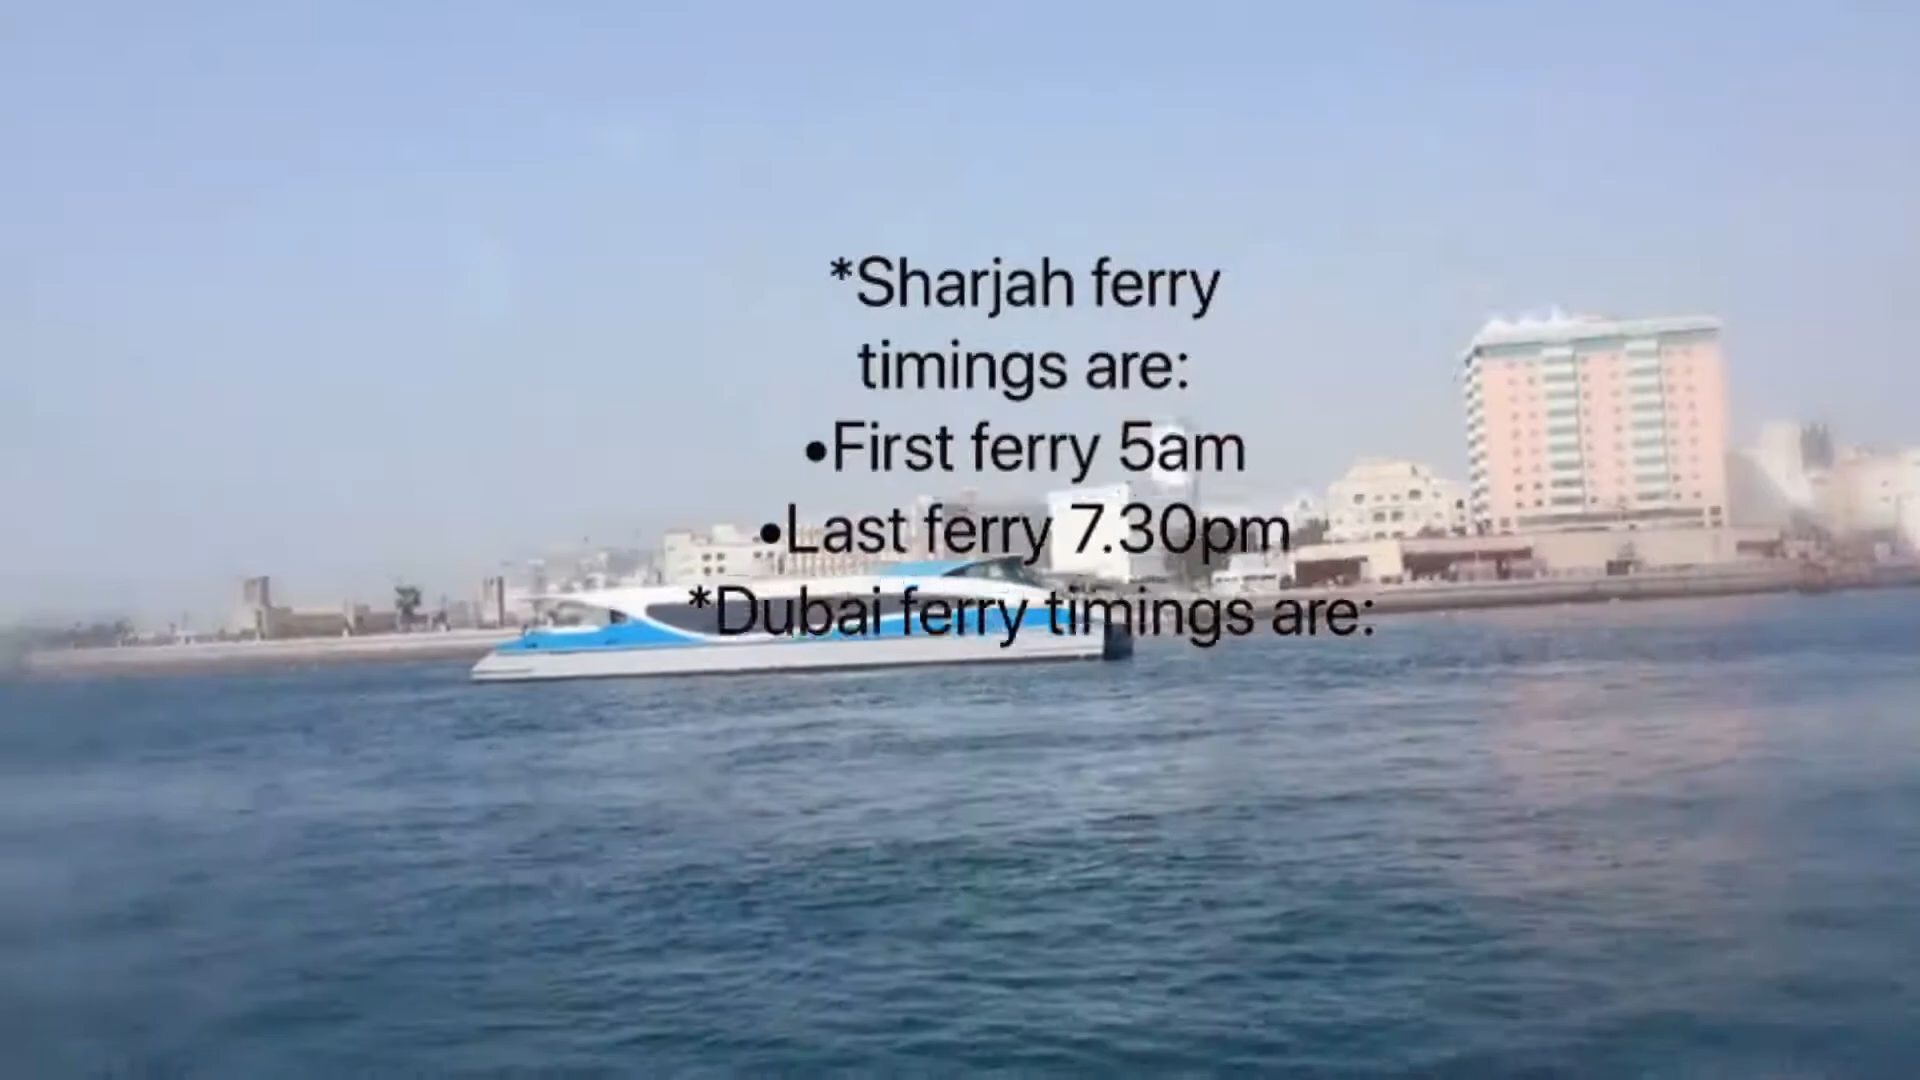 *Sharjah ferry
timings are:
•First ferry 5am
•Last ferry 7.30pm
*Dubai ferry timings are: